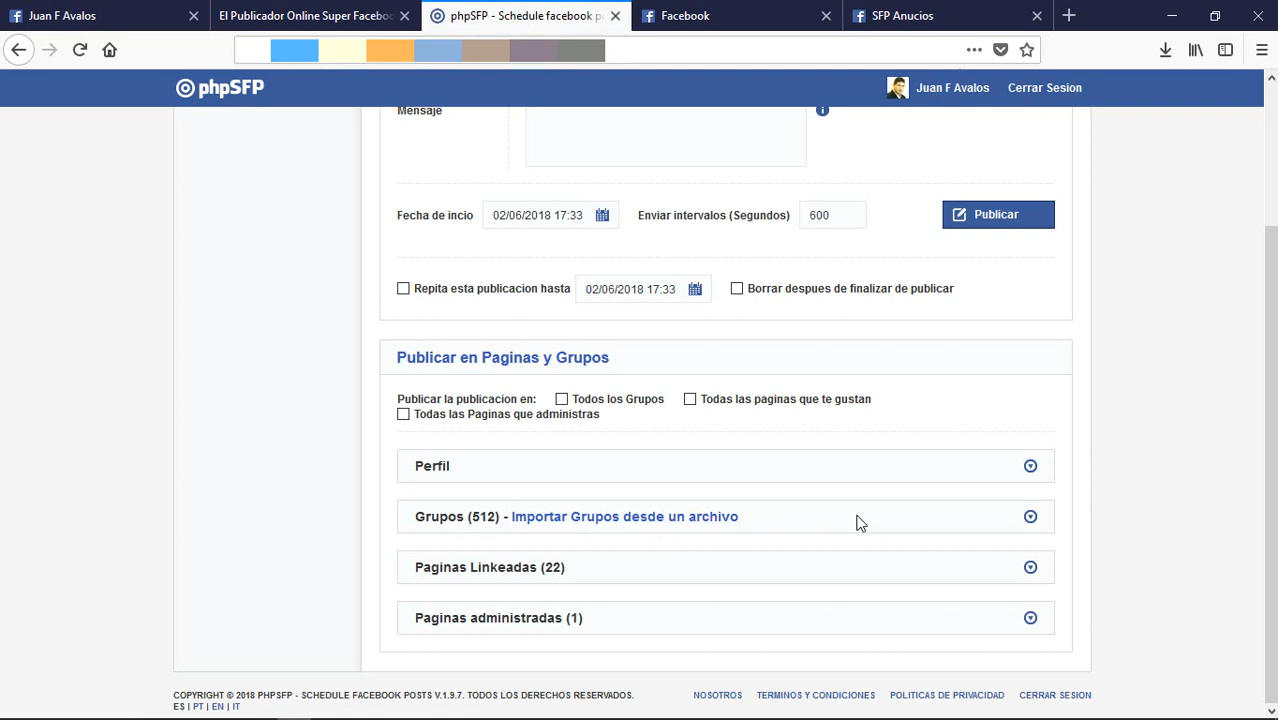 Juan F Avalos
El Publicador Online Super Facebo
phpSFP - Schedule facebook po
Facebook
SFP Anucios
phpSFP
Juan F Avalos
Cerrar Sesion
Mensaje
Fecha de incio
02/06/2018 17:33
Enviar intervalos (Segundos)
600
Publicar
Repita esta publicacion hasta
02/06/2018 17:33
Borrar despues de finalizar de publicar
Publicar en Paginas y Grupos
Publicar la publicacion en:
Todos los Grupos
Todas las paginas que te gustan
Todas las Paginas que administras
Perfil
Grupos (512) - Importar Grupos desde un archivo
Paginas Linkeadas (22)
Paginas administradas (1)
COPYRIGHT © 2018 PHPSFP - SCHEDULE FACEBOOK POSTS V.1.9.7. TODOS LOS DERECHOS RESERVADOS.
NOSOTROS
TERMINOS Y CONDICIONES
POLITICAS DE PRIVACIDAD
CERRAR SESION
ES | PT | EN | IT